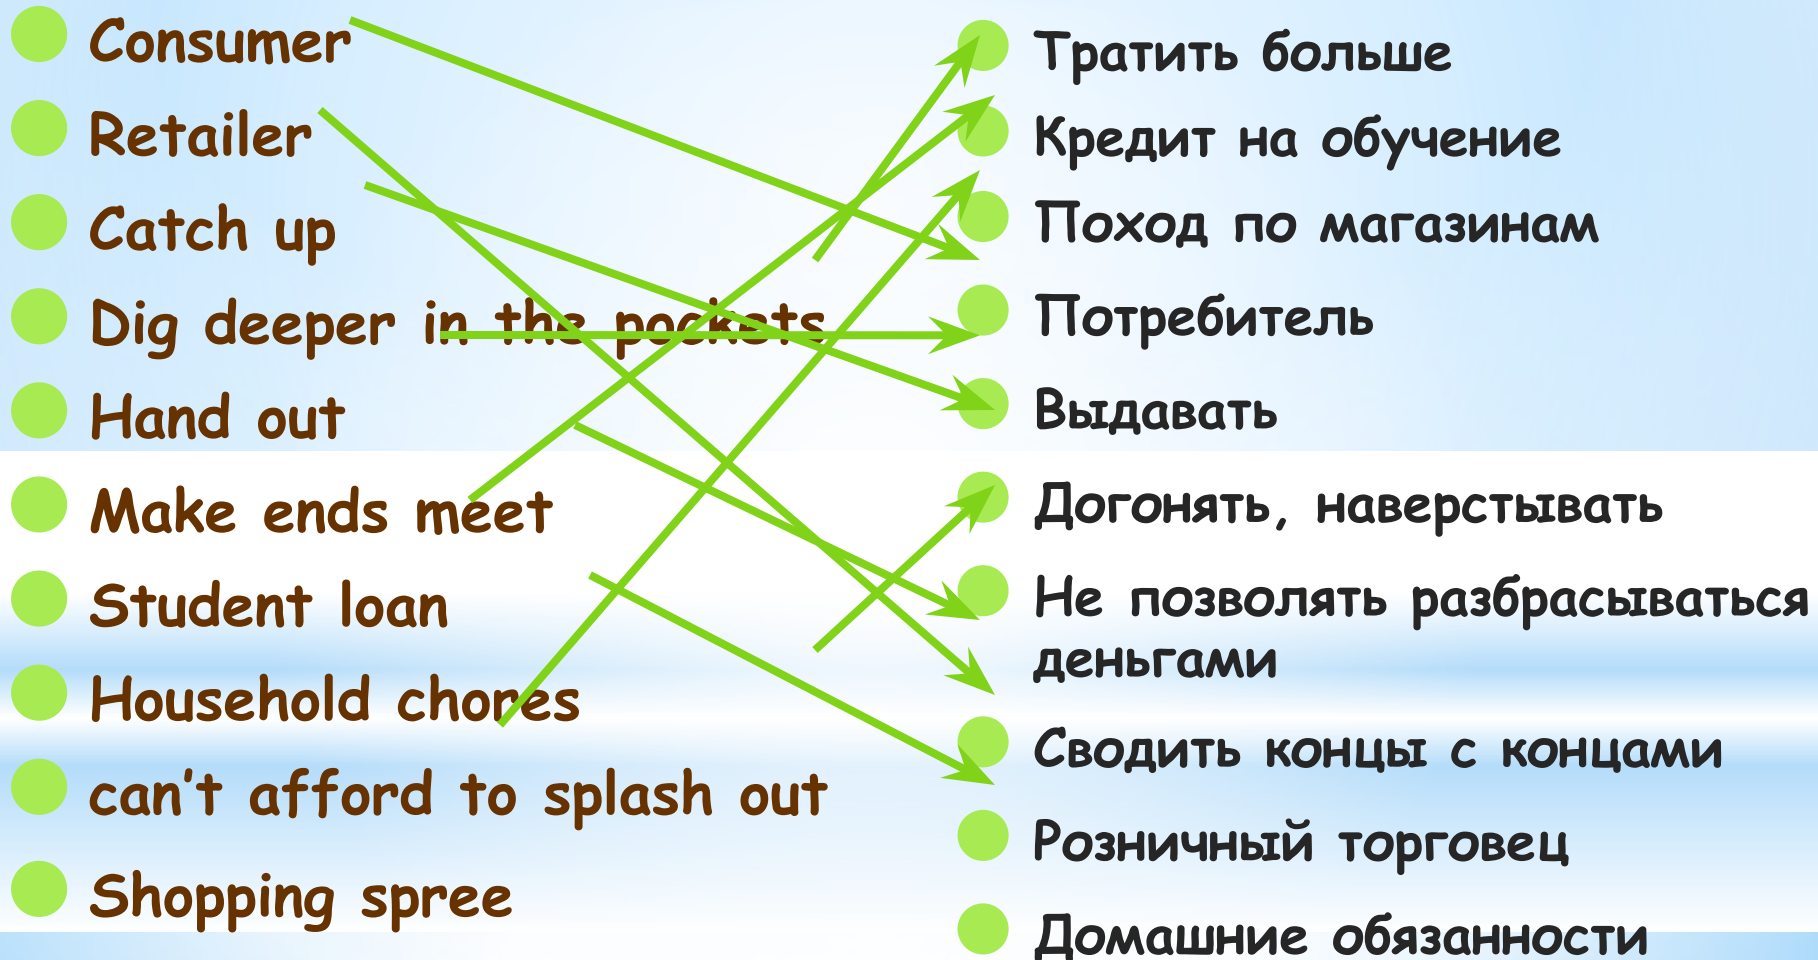 Consumer
Retailer
Catch up
Dig deeper in the pockets
Hand out
Make ends meet
Student loan
Household chores
can't afford to splash out
Shopping spree
Тратить больше
Кредит на обучение
Поход по магазинам
Потребитель
Выдавать
Догонять, наверстывать
Не позволять разбрасываться
деньгами
Сводить концы с концами
Розничный торговец
Домашние обязанности